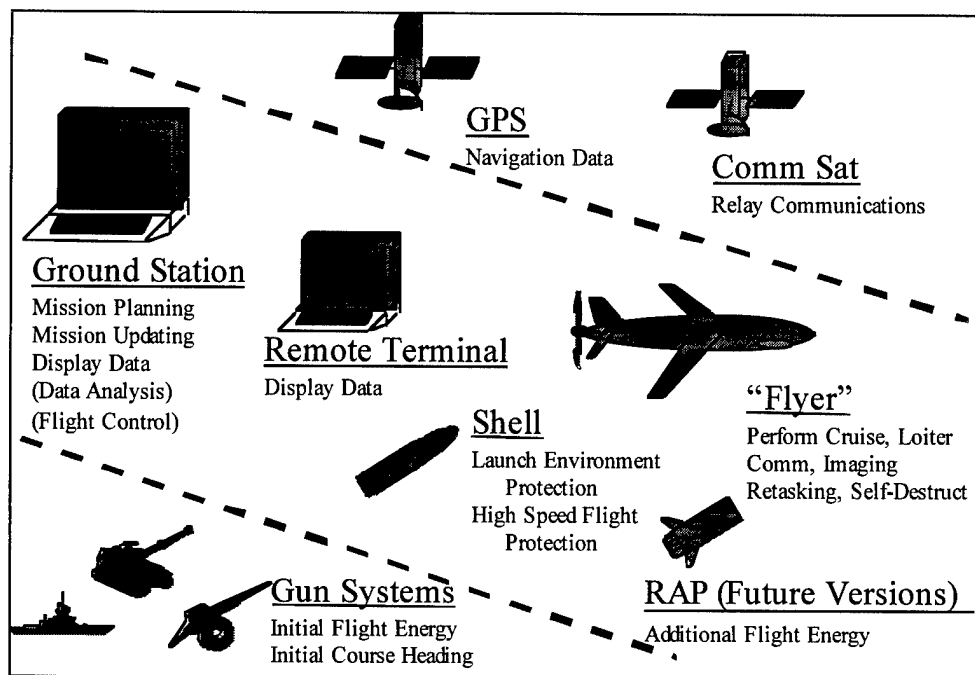 GPS
Navigation Data
Comm Sat
Relay Communications
Ground Station
Mission Planning
Mission Updating
Display Data
(Data Analysis)
(Flight Control)
Remote Terminal
Display Data
“Flyer”
Perform Cruise, Loiter
Comm, Imaging
Retasking, Self-Destruct
Shell
Launch Environment
Protection
High Speed Flight
Protection
Gun Systems
Initial Flight Energy
Initial Course Heading
RAP (Future Versions)
Additional Flight Energy